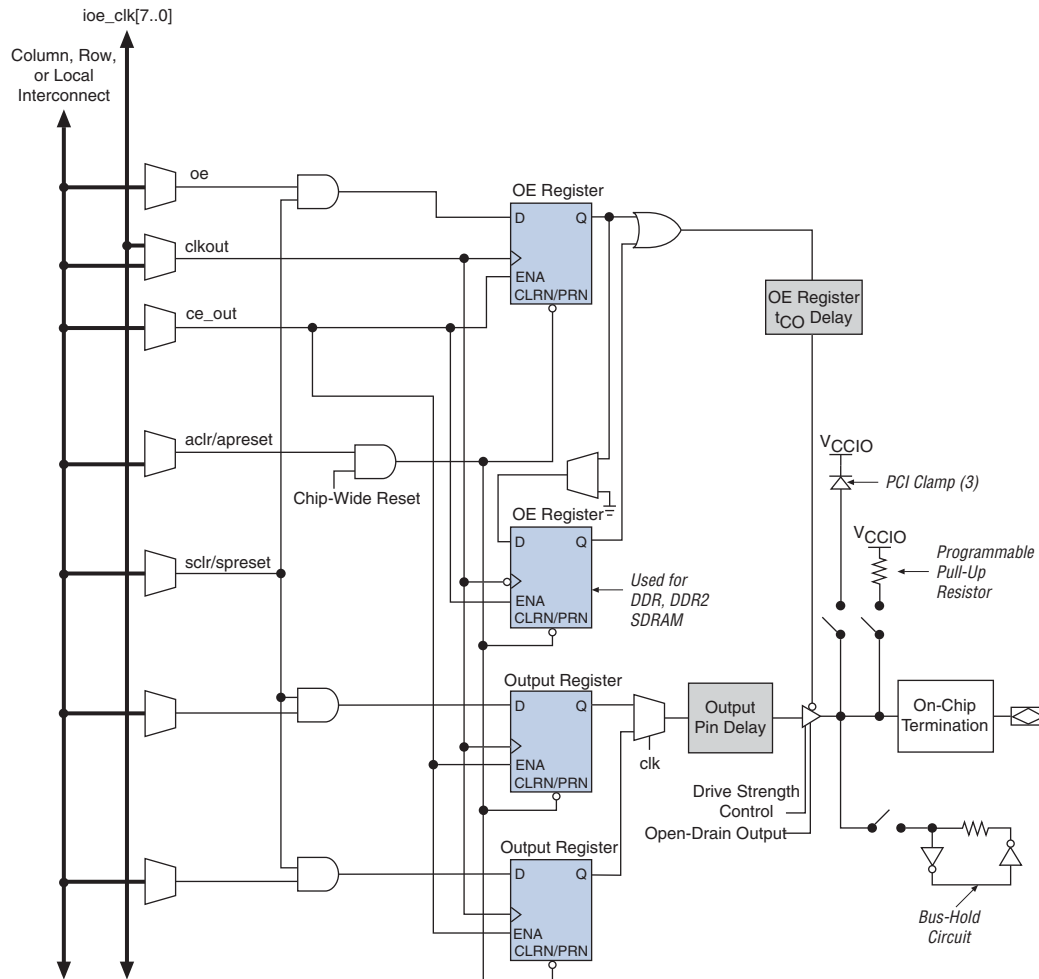 ioe_clk[7..0]
Column, Row,
or Local
Interconnect
oe
OE Register
D
Q
clkout
ENA
CLRN/PRN
ce_out
OE Register
tCO Delay
aclr/apreset
Chip-Wide Reset
VCCIO
PCI Clamp (3)
OE Register
D
Q
ENA
CLRN/PRN
Used for
DDR, DDR2
SDRAM
VCCIO
Programmable
Pull-Up
Resistor
sclr/spreset
Output Register
D
Q
ENA
CLRN/PRN
clk
Output
Pin Delay
On-Chip
Termination
Drive Strength
Control
Open-Drain Output
Output Register
D
Q
ENA
CLRN/PRN
Bus-Hold
Circuit